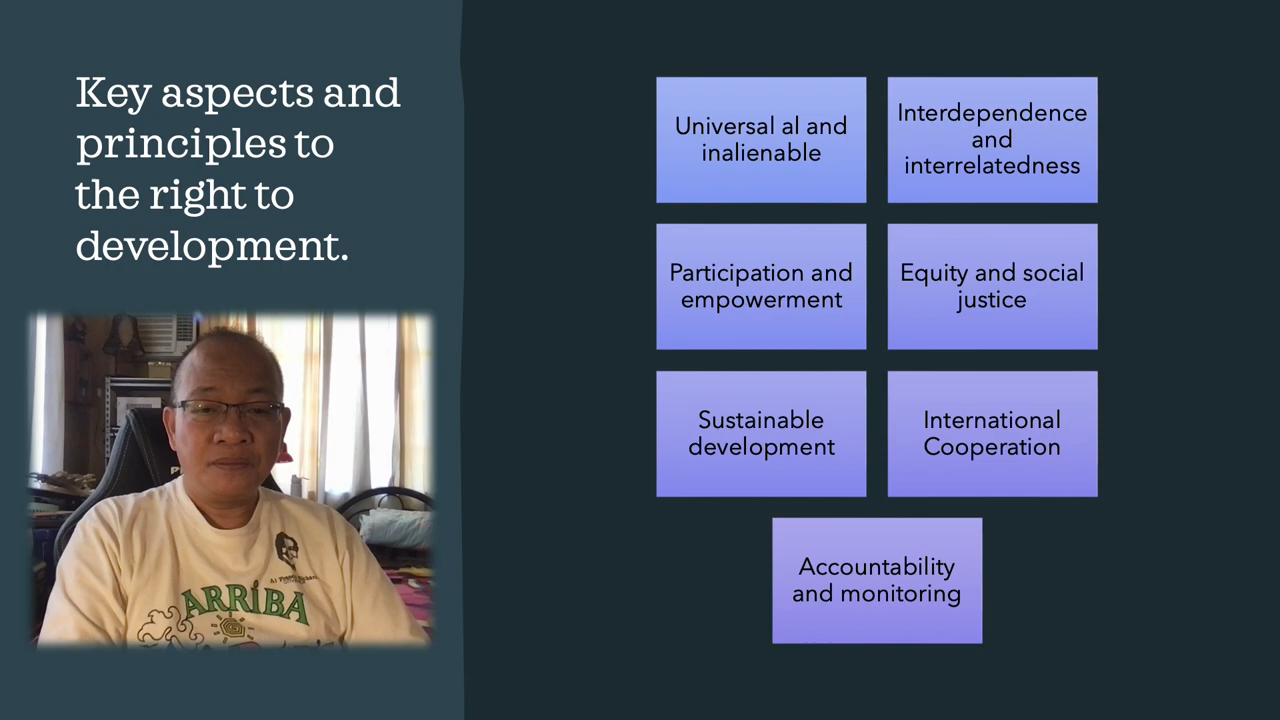 Key aspects and
principles to
the right to
development.
Universal al and
inalienable
Interdependence
and
interrelatedness
Participation and
empowerment
Equity and social
justice
Sustainable
development
International
Cooperation
Accountability
and monitoring
ARRÍBA